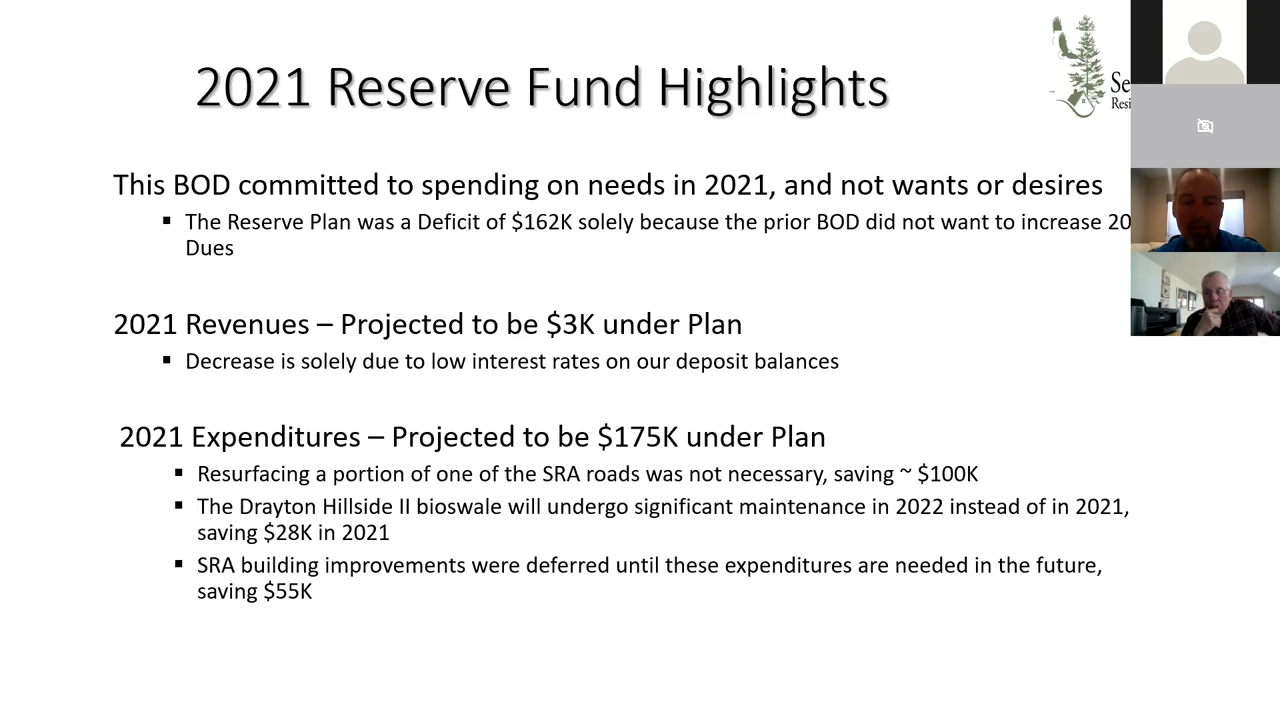 2021 Reserve Fund Highlights
Se
Resi
This BOD committed to spending on needs in 2021, and not wants or desires
▪ The Reserve Plan was a Deficit of $162K solely because the prior BOD did not want to increase 20
Dues
2021 Revenues – Projected to be $3K under Plan
▪ Decrease is solely due to low interest rates on our deposit balances
2021 Expenditures – Projected to be $175K under Plan
▪ Resurfacing a portion of one of the SRA roads was not necessary, saving ~ $100K
▪ The Drayton Hillside II bioswale will undergo significant maintenance in 2022 instead of in 2021,
saving $28K in 2021
▪ SRA building improvements were deferred until these expenditures are needed in the future,
saving $55K